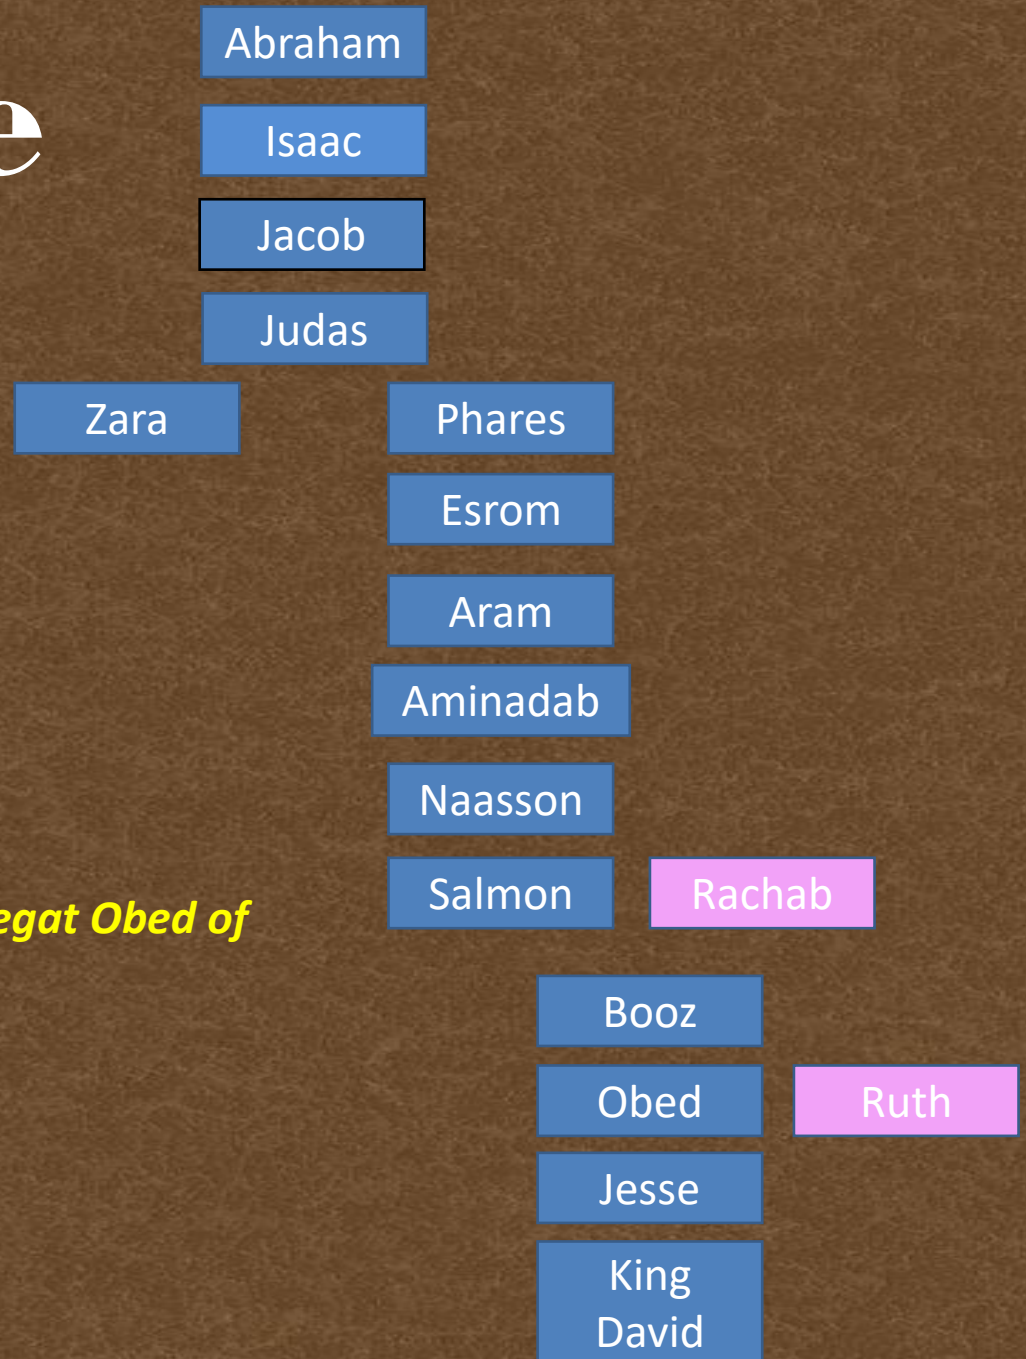 Abraham
e
Isaac
Jacob
Judas
Zara Phares
Esrom
Aram
Aminadab
Naasson
Salmon Rachab
egat Obed of
Booz
Obed Ruth
Jesse
King
David